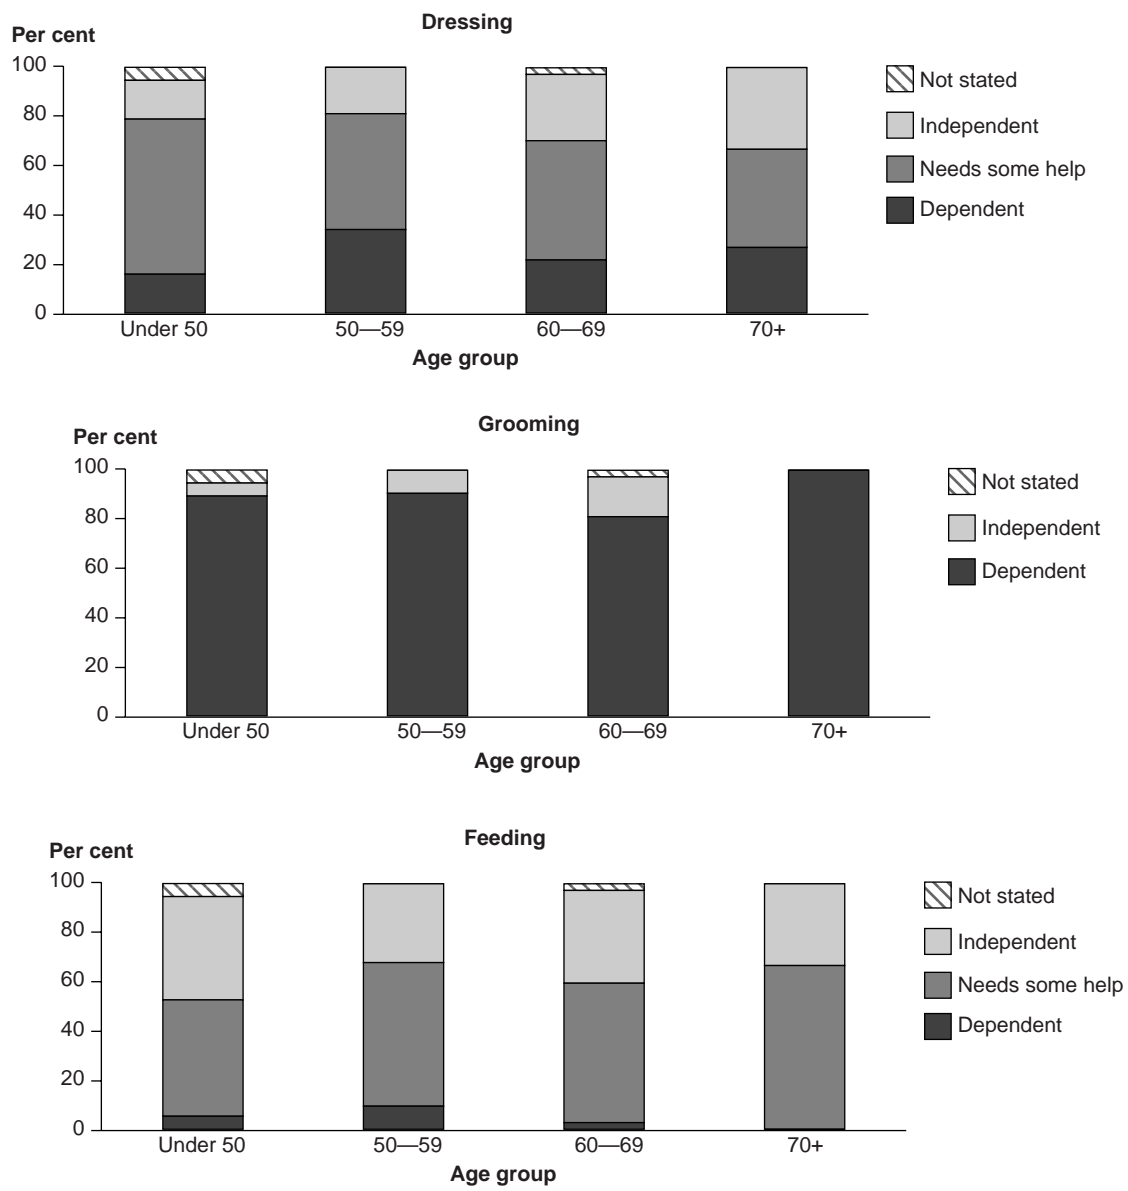 Dressing
Per cent
100
80
60
40
20
0
Under 50
50—59
60—69
70+
Age group
Not stated
Independent
Needs some help
Dependent
Grooming
Per cent
100
80
60
40
20
0
Under 50
50—59
60—69
70+
Age group
Not stated
Independent
Dependent
Feeding
Per cent
100
80
60
40
20
0
Under 50
50—59
60—69
70+
Age group
Not stated
Independent
Needs some help
Dependent